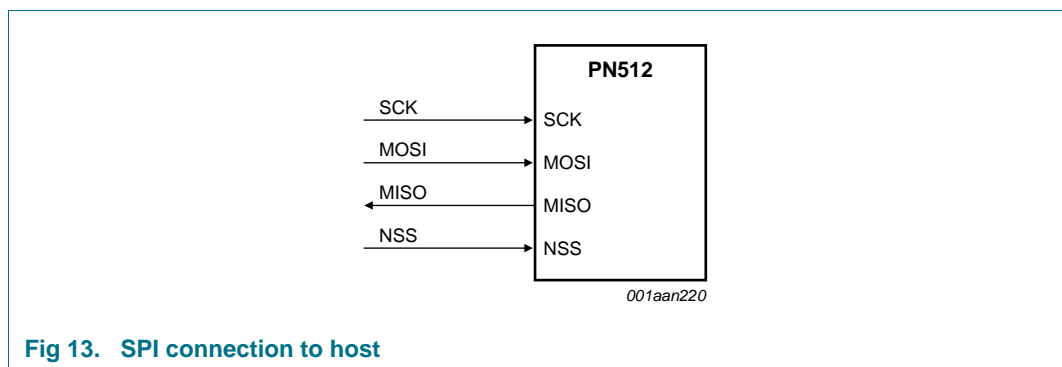 PN512
SCK SCK
MOSI MOSI
MISO MISO
NSS NSS
001aan220
Fig 13. SPI connection to host